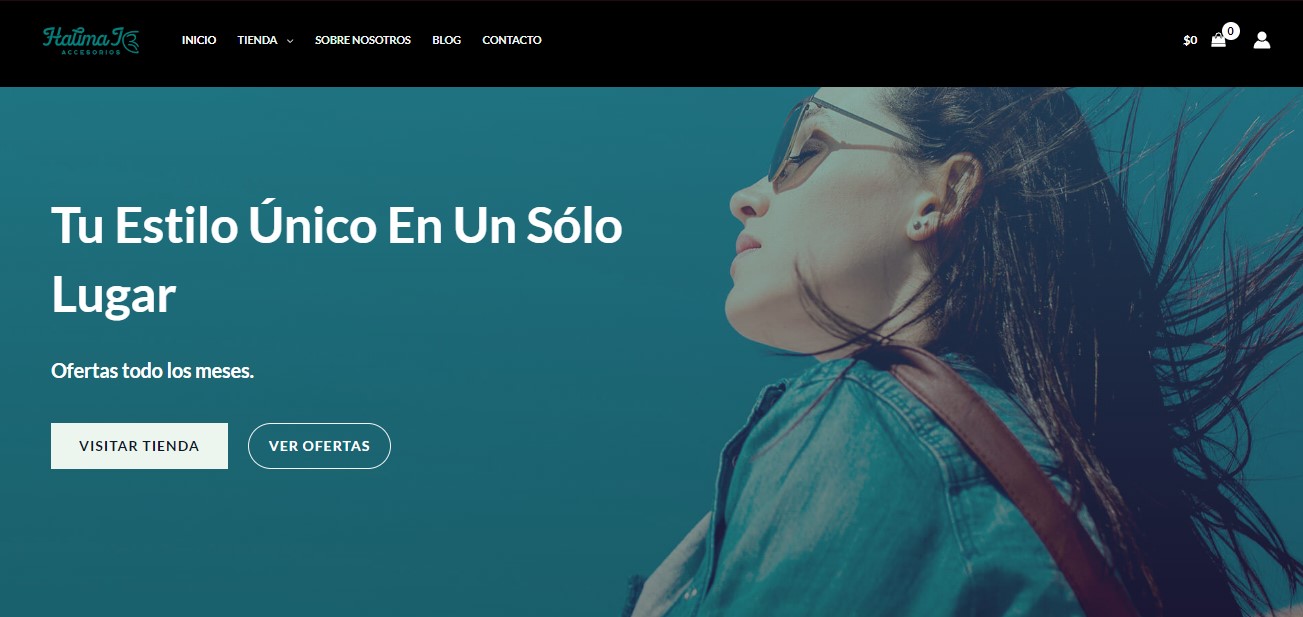 Halima J
ACCESORIOS
INICIO
TIENDA
SOBRE NOSOTROS
BLOG
CONTACTO
$0
0
Tu Estilo Único En Un Sólo
Lugar
Ofertas todo los meses.
VISITAR TIENDA
VER OFERTAS